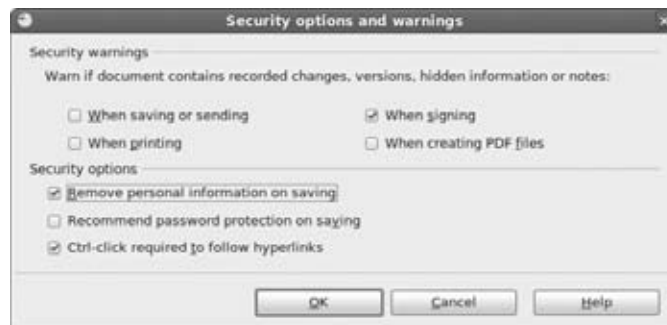 Security options and warnings
Security warnings
Warn if document contains recorded changes, versions, hidden information or notes:
When saving or sending
When signing
When printing
When creating PDF files
Security options
Remove personal information on saving
Recommend password protection on saving
Ctrl-click required to follow hyperlinks
OK
Cancel
Help